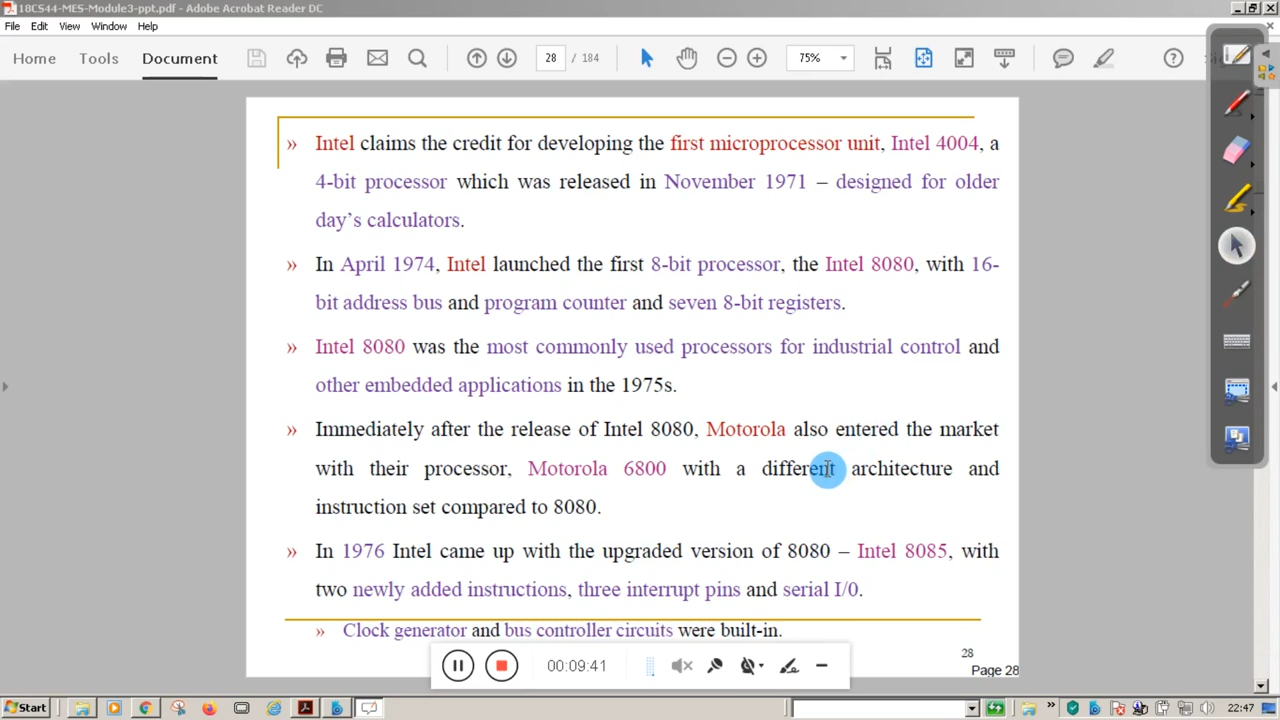 18CS44-MES-Module3-ppt.pdf - Adobe Acrobat Reader DC
File Edit View Window Help
Home Tools Document 28 / 184 75%
» Intel claims the credit for developing the first microprocessor unit, Intel 4004, a
4-bit processor which was released in November 1971 – designed for older
day's calculators.
» In April 1974, Intel launched the first 8-bit processor, the Intel 8080, with 16-
bit address bus and program counter and seven 8-bit registers.
» Intel 8080 was the most commonly used processors for industrial control and
other embedded applications in the 1975s.
» Immediately after the release of Intel 8080, Motorola also entered the market
with their processor, Motorola 6800 with a different architecture and
instruction set compared to 8080.
» In 1976 Intel came up with the upgraded version of 8080 – Intel 8085, with
two newly added instructions, three interrupt pins and serial I/0.
» Clock generator and bus controller circuits were built-in.
28
Page 28
00:09:41
Start 22:47